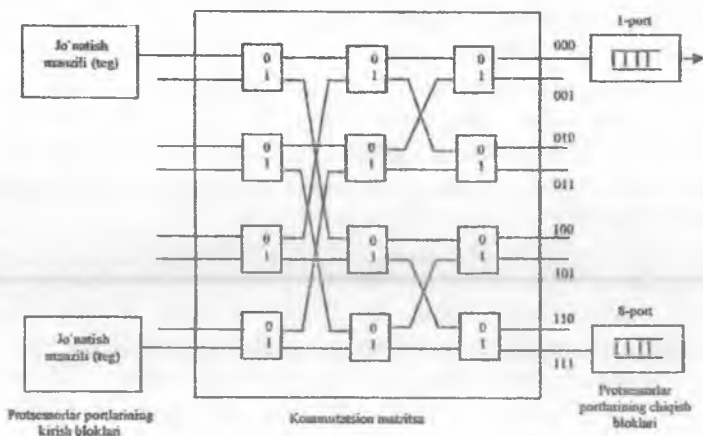 1-port
Jo`natish
manzili (teg)
0
1
0
1
0
1
000
001
0
1
0
1
0
1
010
011
0
1
0
1
0
1
100
101
8-port
Jo`natish
manzili (teg)
0
1
0
1
0
1
110
111
Protsessorlar portlarining
kirish bloklari
Kommutatsion matritsa
Protsessorlar
portlarining chiqish
bloklari